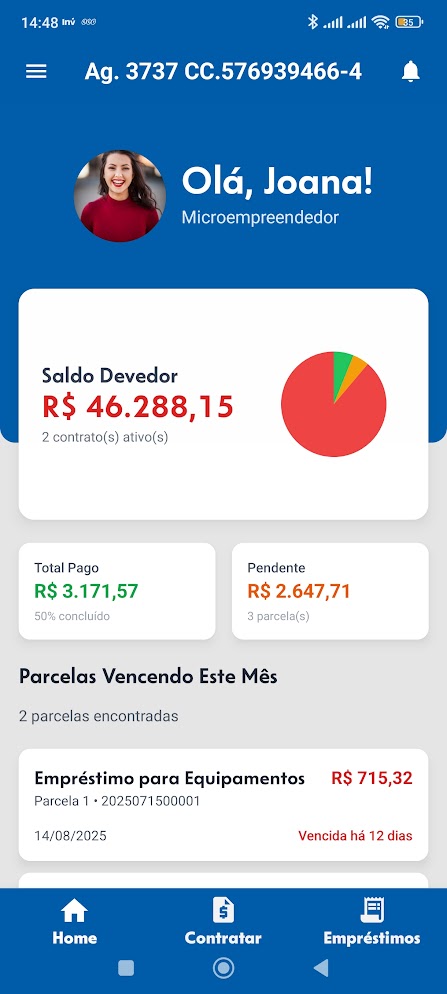 14:48
85
Ag. 3737 CC.576939466-4
Olá, Joana!
Microempreendedor
Saldo Devedor
R$ 46.288,15
2 contrato(s) ativo(s)
Total Pago
R$ 3.171,57
50% concluído
Pendente
R$ 2.647,71
3 parcela(s)
Parcelas Vencendo Este Mês
2 parcelas encontradas
Empréstimo para Equipamentos R$ 715,32
Parcela 1 • 2025071500001
14/08/2025 Vencida há 12 dias
Home Contratar Empréstimos